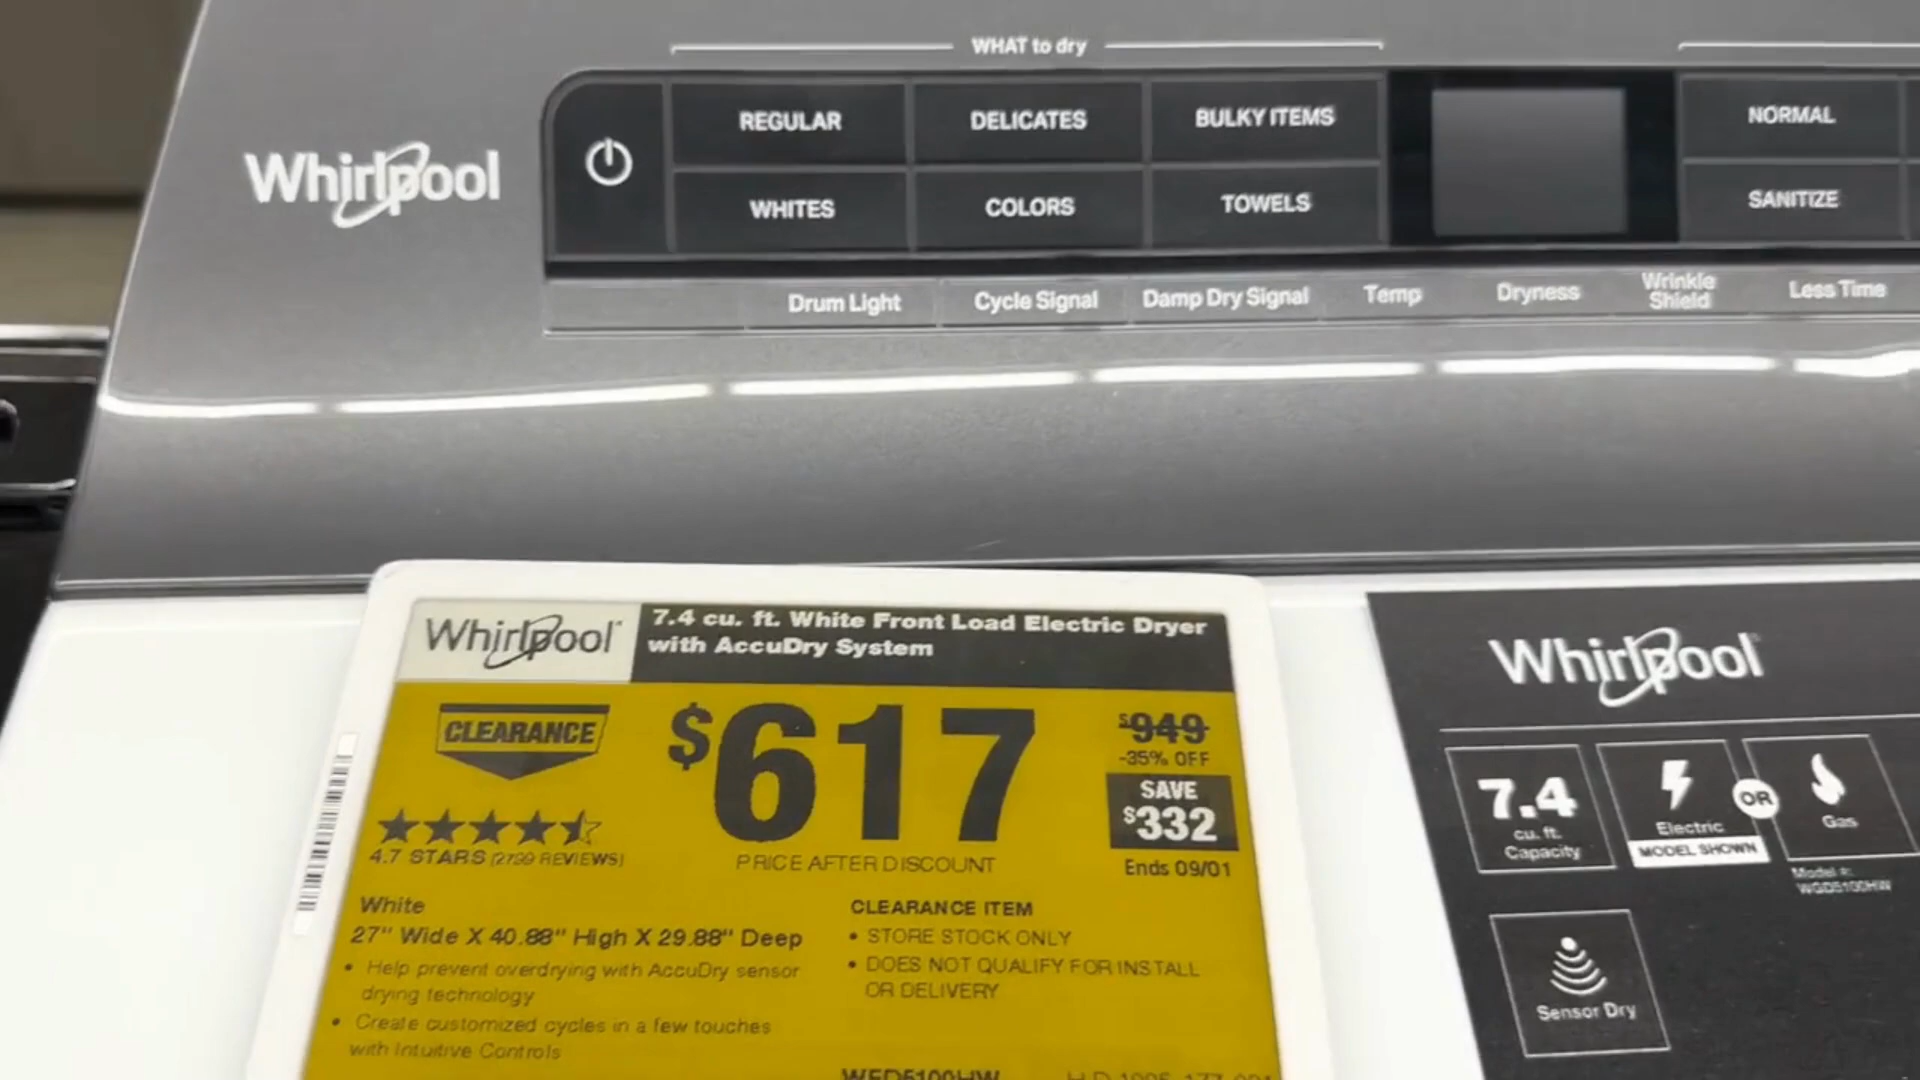 WHAT to dry
Whirlpool
REGULAR DELICATES BULKY ITEMS NORMAL
WHITES COLORS TOWELS SANITIZE
Drum Light Cycle Signal Damp Dry Signal Temp Dryness Wrinkle Shield Less Time
Whirlpool
7.4 cu. ft. White Front Load Electric Dryer
with AccuDry System
CLEARANCE
$617
PRICE AFTER DISCOUNT
$949
-35% OFF
SAVE
$332
Ends 09/01
4.7 STARS (2799 REVIEWS)
White
27" Wide X 40.88" High X 29.88" Deep
• Help prevent overdrying with AccuDry sensor
drying technology
• Create customized cycles in a few touches
with Intuitive Controls
CLEARANCE ITEM
• STORE STOCK ONLY
• DOES NOT QUALIFY FOR INSTALL
OR DELIVERY
WED5100HW
Whirlpool
7.4
cu. ft.
Capacity
Electric
MODEL SHOWN
OR
Gas
Model #:
WGD5100HW
Sensor Dry